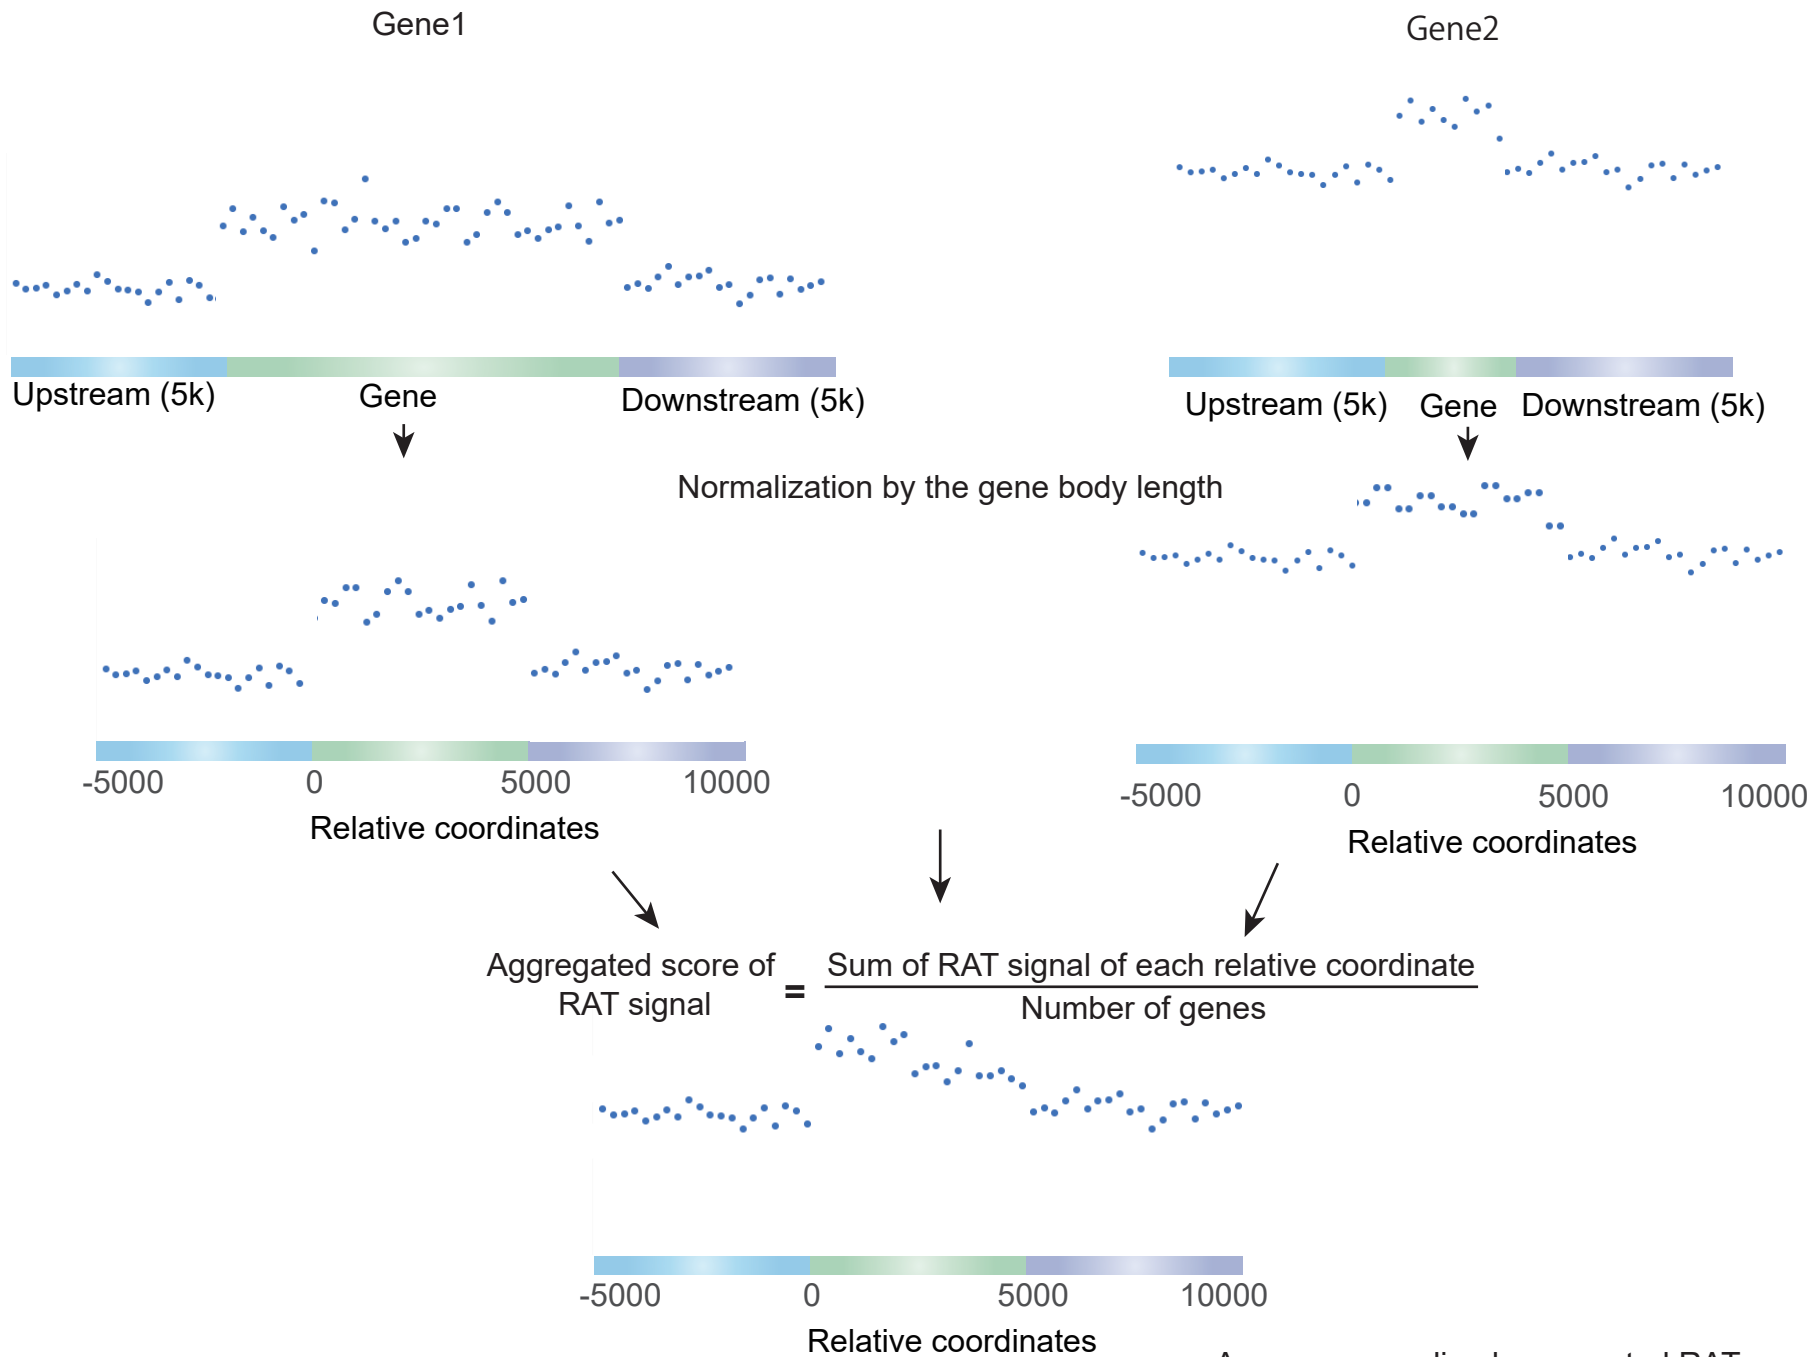 Gene1
Gene2
Upstream (5k)
Gene
Downstream (5k)
Upstream (5k)
Gene
Downstream (5k)
Normalization by the gene body length
-5000
0
5000
10000
Relative coordinates
-5000
0
5000
10000
Relative coordinates
Aggregated score of
RAT signal
=
Sum of RAT signal of each relative coordinate
Number of genes
-5000
0
5000
10000
Relative coordinates